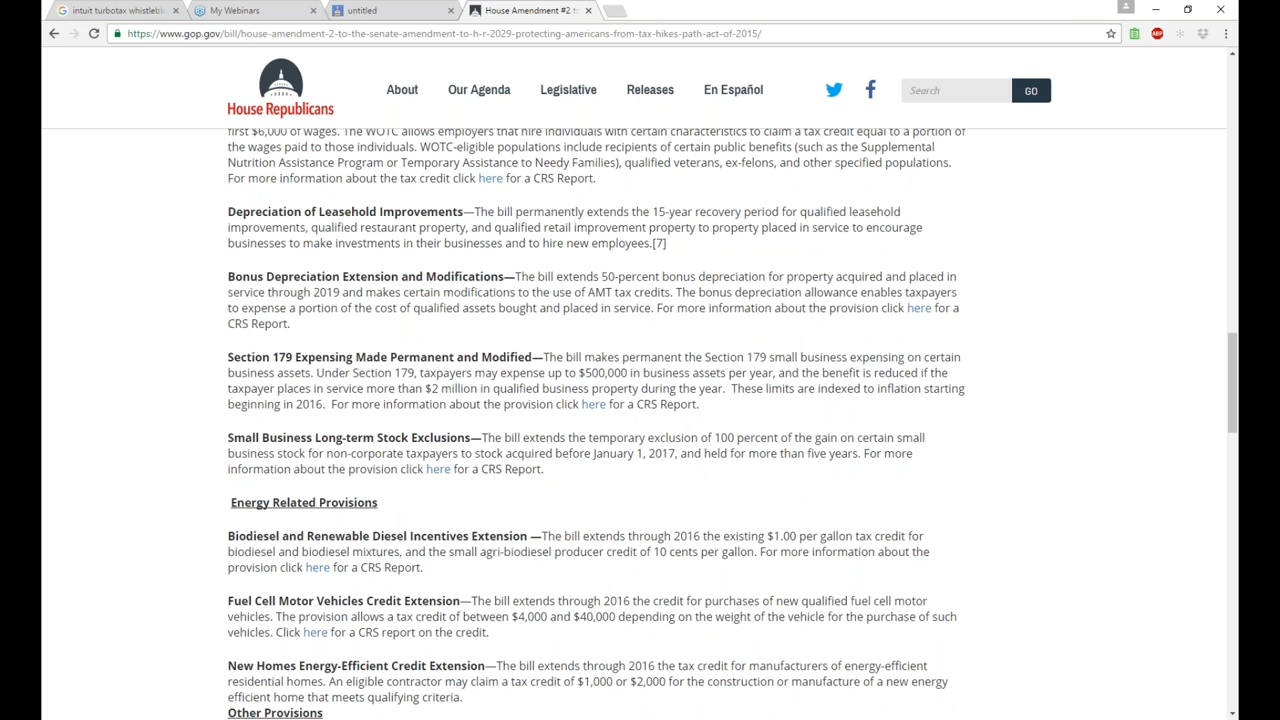 intuit turbotax whistleblo
My Webinars
untitled
House Amendment #2 to
https://www.gop.gov/bill/house-amendment-2-to-the-senate-amendment-to-h-r-2029-protecting-americans-from-tax-hikes-path-act-of-2015/
House Republicans
About
Our Agenda
Legislative
Releases
En Español
Search
GO
first $6,000 of wages. The WOTC allows employers that hire individuals with certain characteristics to claim a tax credit equal to a portion of
the wages paid to those individuals. WOTC-eligible populations include recipients of certain public benefits (such as the Supplemental
Nutrition Assistance Program or Temporary Assistance to Needy Families), qualified veterans, ex-felons, and other specified populations.
For more information about the tax credit click here for a CRS Report.
Depreciation of Leasehold Improvements—The bill permanently extends the 15-year recovery period for qualified leasehold
improvements, qualified restaurant property, and qualified retail improvement property to property placed in service to encourage
businesses to make investments in their businesses and to hire new employees.[7]
Bonus Depreciation Extension and Modifications—The bill extends 50-percent bonus depreciation for property acquired and placed in
service through 2019 and makes certain modifications to the use of AMT tax credits. The bonus depreciation allowance enables taxpayers
to expense a portion of the cost of qualified assets bought and placed in service. For more information about the provision click here for a
CRS Report.
Section 179 Expensing Made Permanent and Modified—The bill makes permanent the Section 179 small business expensing on certain
business assets. Under Section 179, taxpayers may expense up to $500,000 in business assets per year, and the benefit is reduced if the
taxpayer places in service more than $2 million in qualified business property during the year. These limits are indexed to inflation starting
beginning in 2016. For more information about the provision click here for a CRS Report.
Small Business Long-term Stock Exclusions—The bill extends the temporary exclusion of 100 percent of the gain on certain small
business stock for non-corporate taxpayers to stock acquired before January 1, 2017, and held for more than five years. For more
information about the provision click here for a CRS Report.
Energy Related Provisions
Biodiesel and Renewable Diesel Incentives Extension —The bill extends through 2016 the existing $1.00 per gallon tax credit for
biodiesel and biodiesel mixtures, and the small agri-biodiesel producer credit of 10 cents per gallon. For more information about the
provision click here for a CRS Report.
Fuel Cell Motor Vehicles Credit Extension—The bill extends through 2016 the credit for purchases of new qualified fuel cell motor
vehicles. The provision allows a tax credit of between $4,000 and $40,000 depending on the weight of the vehicle for the purchase of such
vehicles. Click here for a CRS report on the credit.
New Homes Energy-Efficient Credit Extension—The bill extends through 2016 the tax credit for manufacturers of energy-efficient
residential homes. An eligible contractor may claim a tax credit of $1,000 or $2,000 for the construction or manufacture of a new energy
efficient home that meets qualifying criteria.
Other Provisions